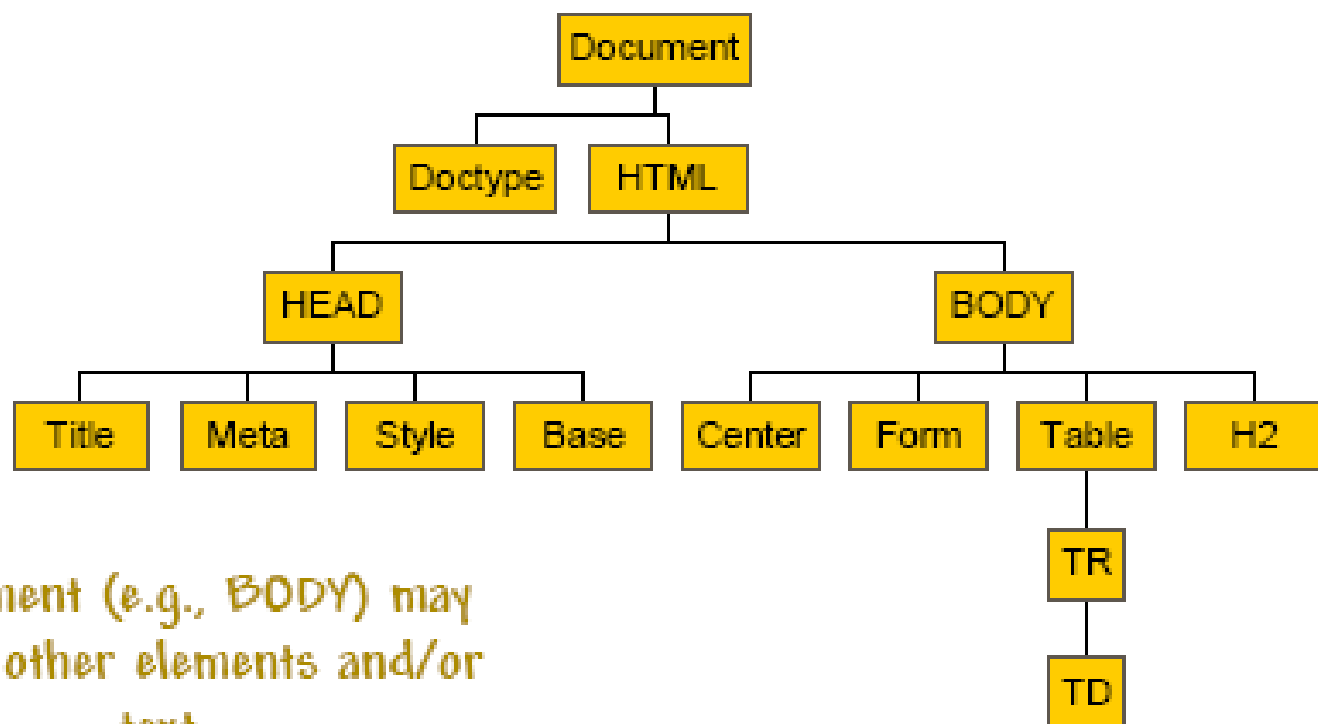 Document
Doctype HTML
HEAD BODY
Title Meta Style Base Center Form Table H2
TR
(e.g., BODY) may
other elements and/or
TD
text